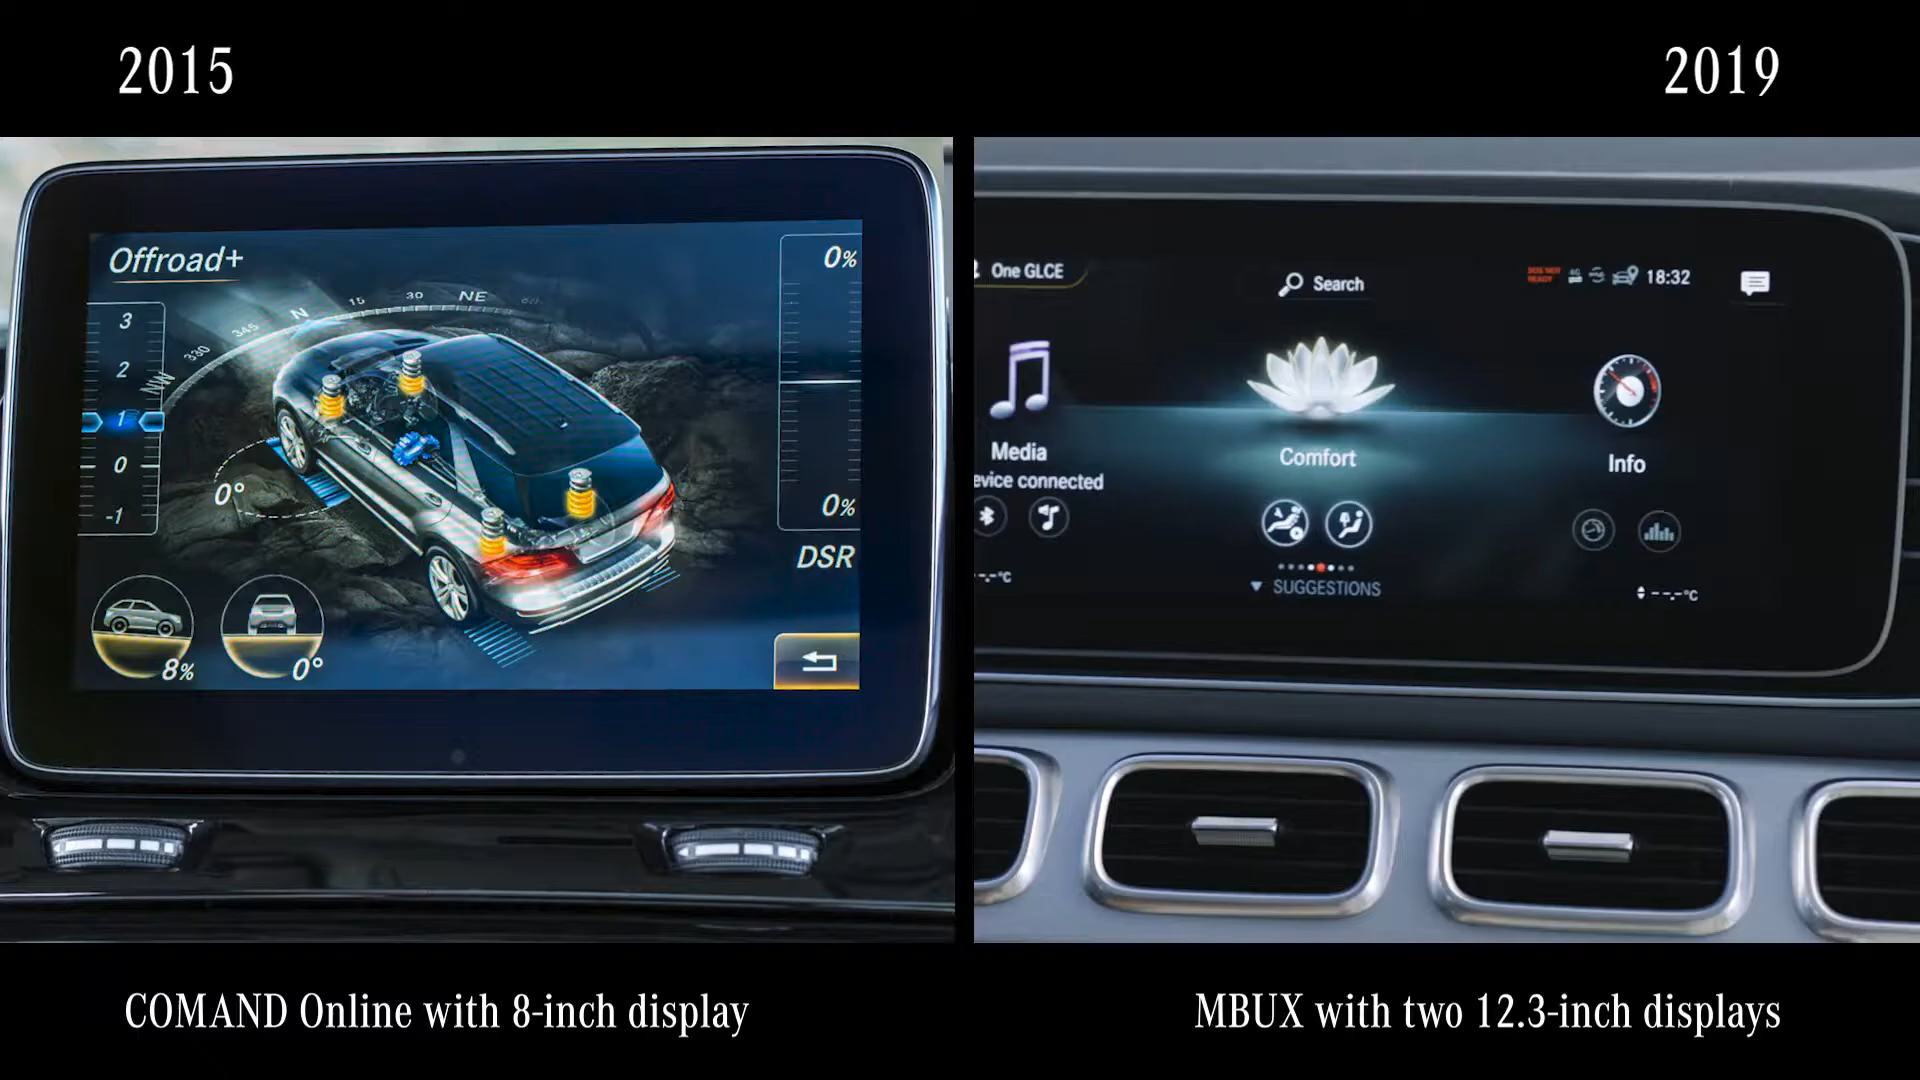 2015
2019
Offroad+
0%
3
2
1
0
-1
330
345
N
15
30
NE
NW
0°
0%
DSR
8%
0°
One GLCE
Search
18:32
Media
evice connected
Comfort
Info
SUGGESTIONS
--.-°C
--.-°C
COMAND Online with 8-inch display
MBUX with two 12.3-inch displays